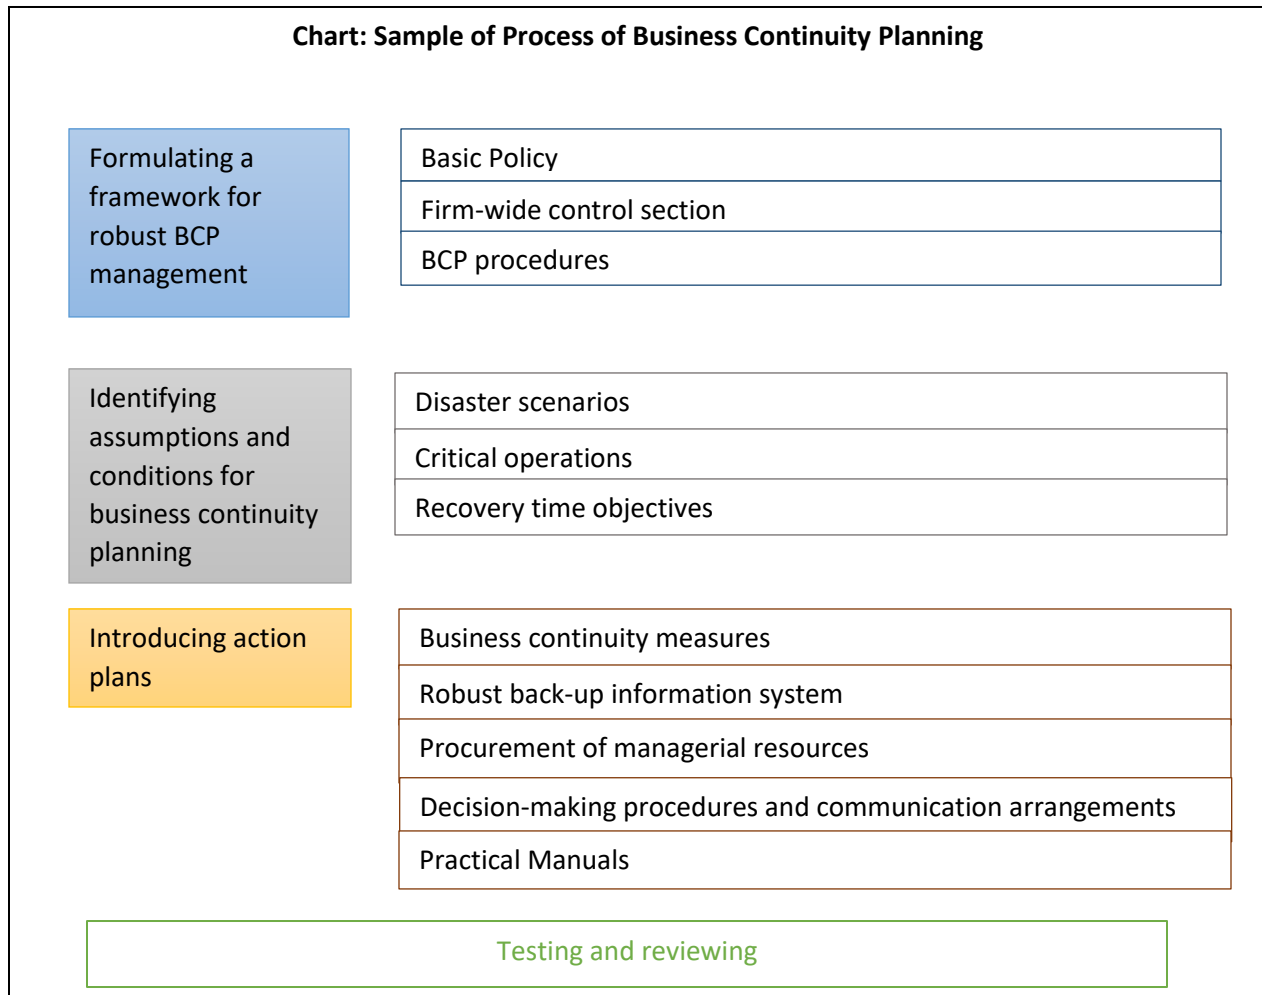 Chart: Sample of Process of Business Continuity Planning
Formulating a
framework for
robust BCP
management
Basic Policy
Firm-wide control section
BCP procedures
Identifying
assumptions and
conditions for
business continuity
planning
Disaster scenarios
Critical operations
Recovery time objectives
Introducing action
plans
Business continuity measures
Robust back-up information system
Procurement of managerial resources
Decision-making procedures and communication arrangements
Practical Manuals
Testing and reviewing